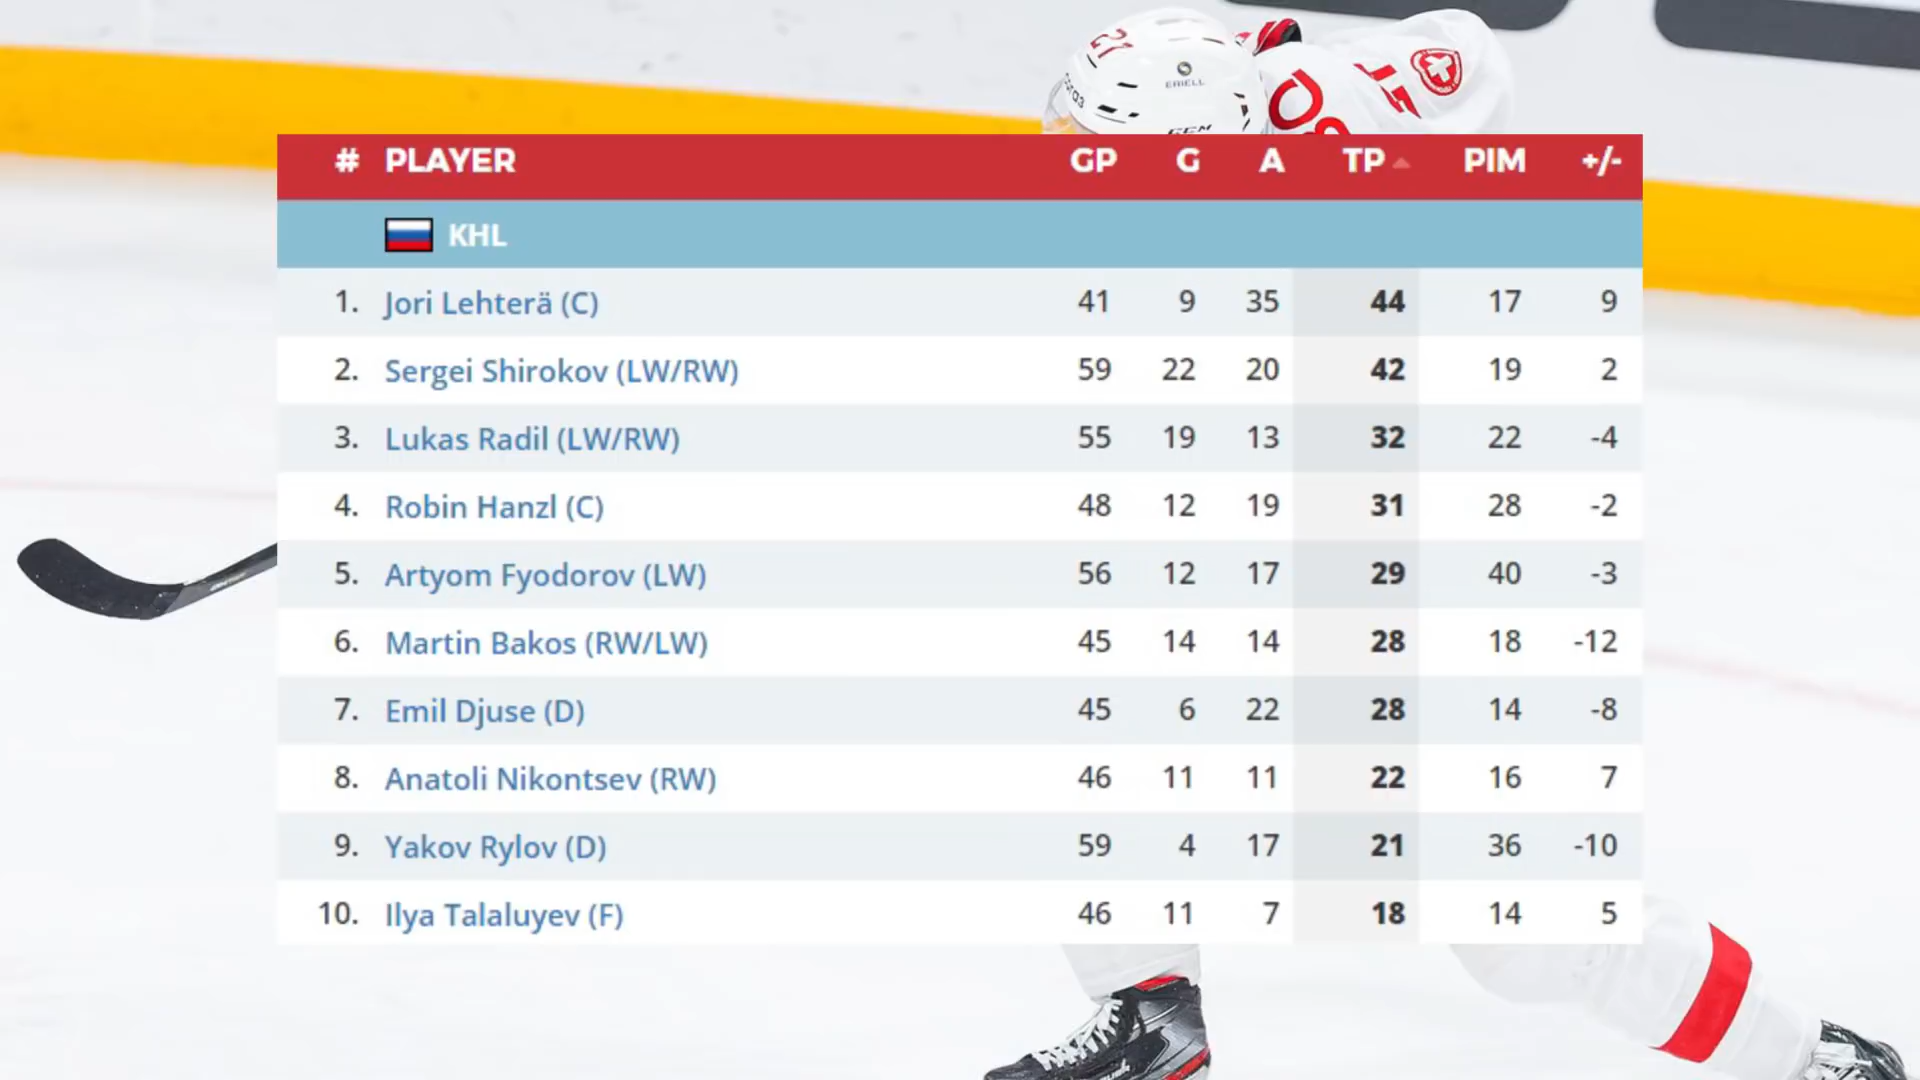 21
ERIELL
CCM
# PLAYER GP G A TP PIM +/-
KHL
1. Jori Lehterä (C) 41 9 35 44 17 9
2. Sergei Shirokov (LW/RW) 59 22 20 42 19 2
3. Lukas Radil (LW/RW) 55 19 13 32 22 -4
4. Robin Hanzl (C) 48 12 19 31 28 -2
5. Artyom Fyodorov (LW) 56 12 17 29 40 -3
6. Martin Bakos (RW/LW) 45 14 14 28 18 -12
7. Emil Djuse (D) 45 6 22 28 14 -8
8. Anatoli Nikontsev (RW) 46 11 11 22 16 7
9. Yakov Rylov (D) 59 4 17 21 36 -10
10. Ilya Talaluyev (F) 46 11 7 18 14 5